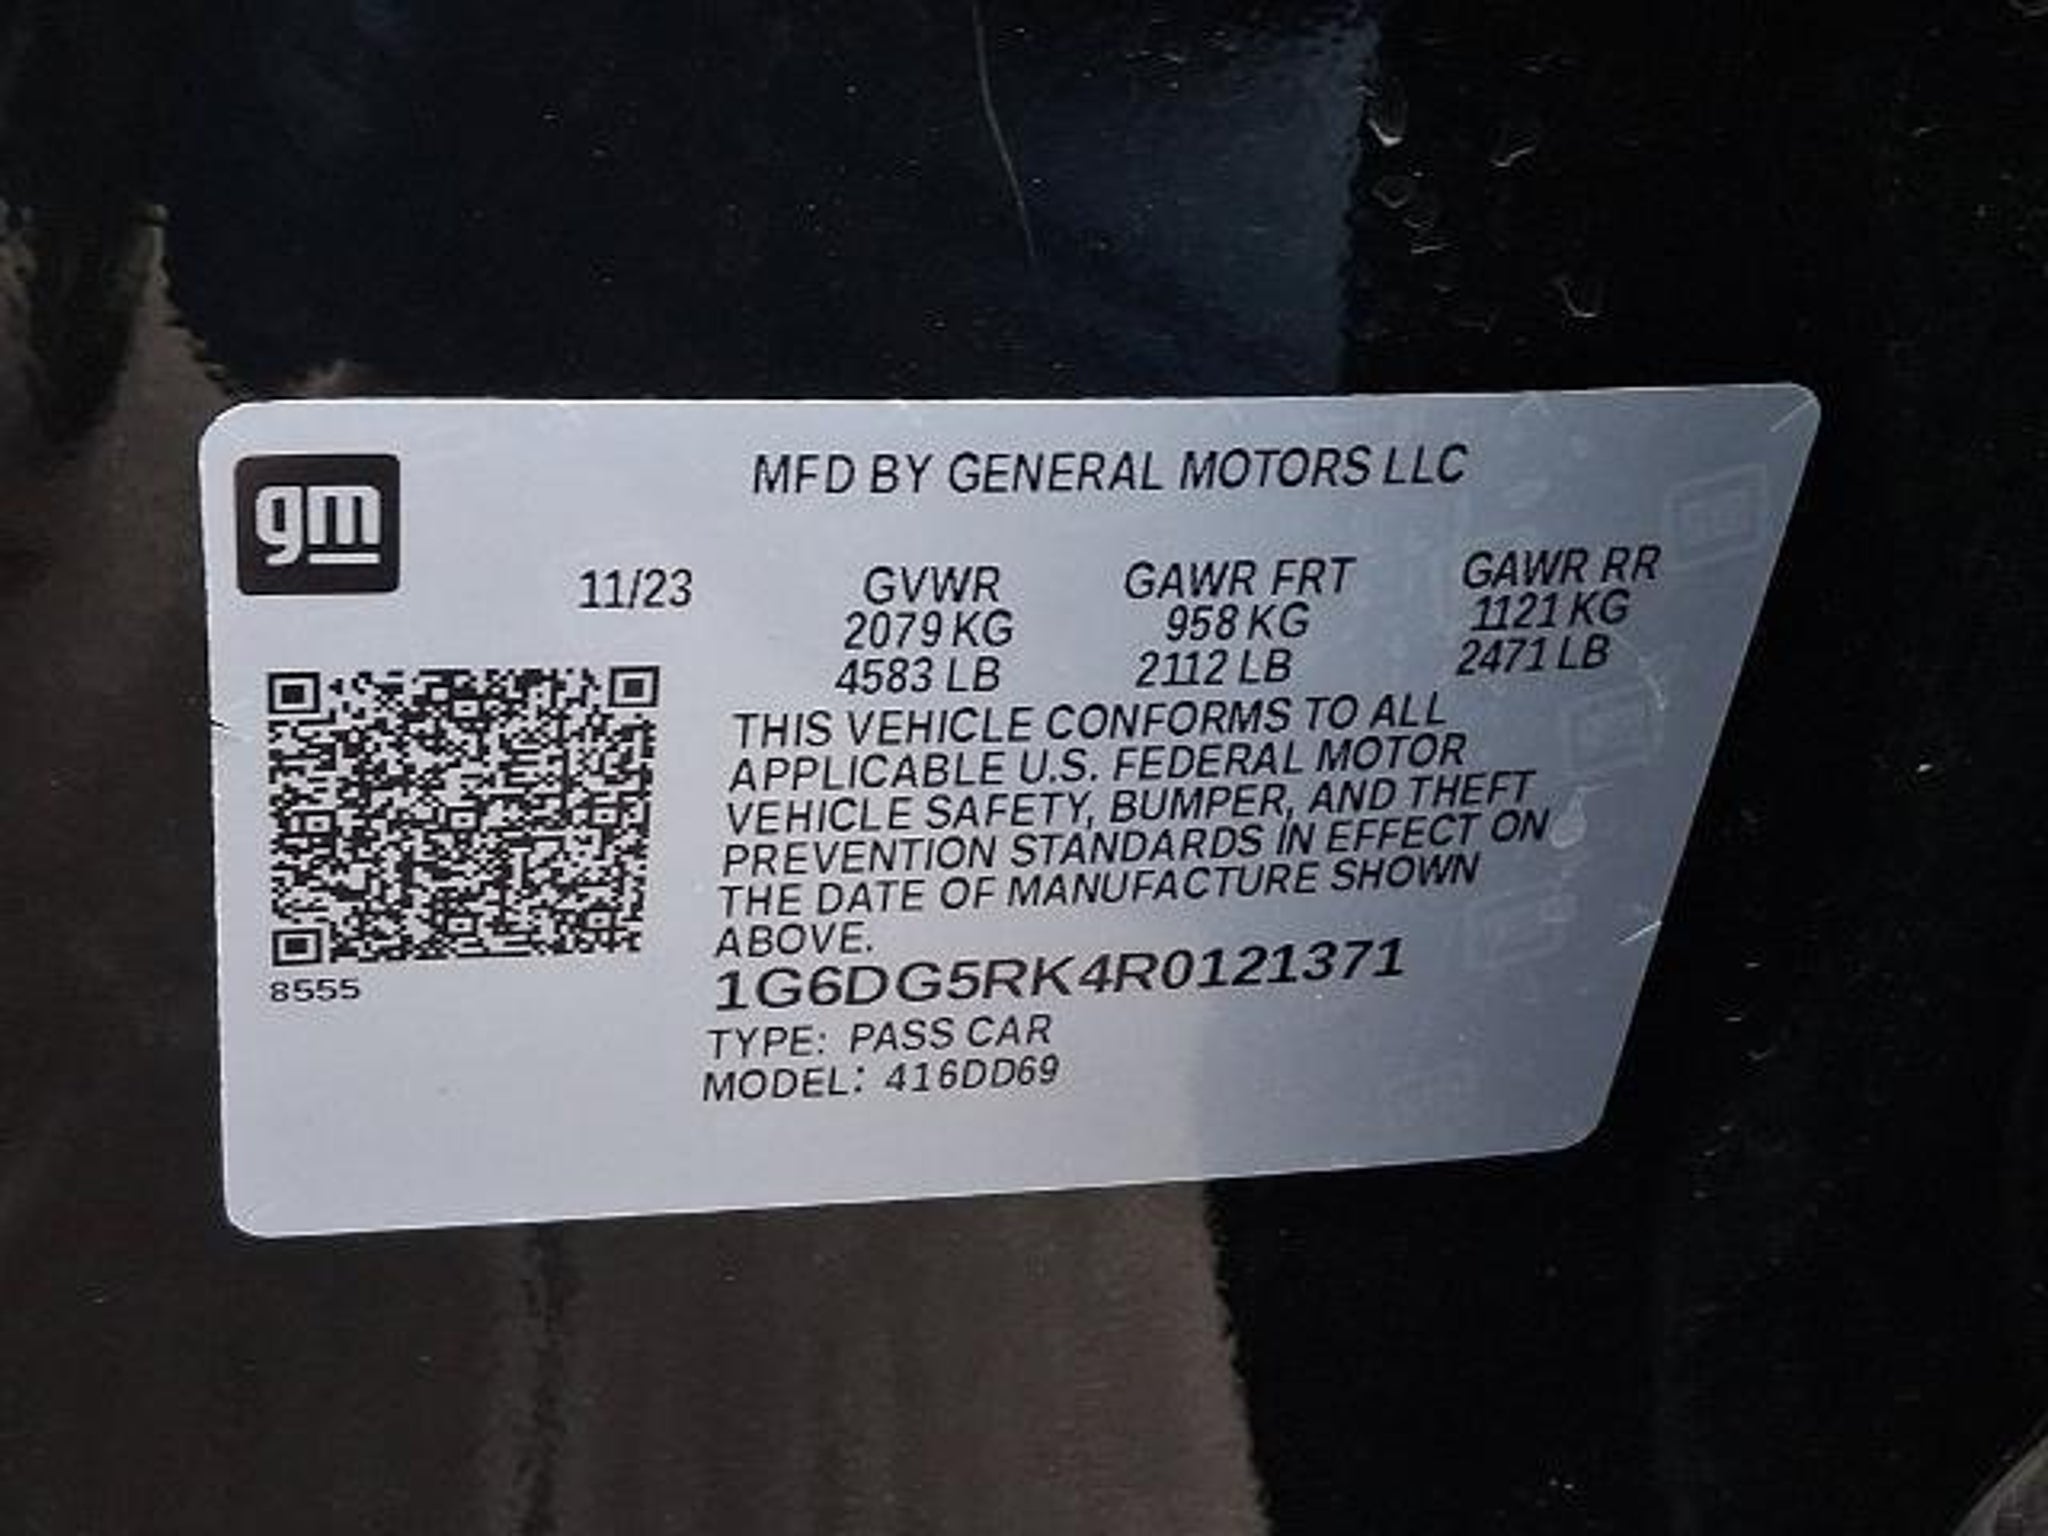 gm
MFD BY GENERAL MOTORS LLC
11/23 GVWR GAWR FRT GAWR RR
2079 KG 958 KG 1121 KG
4583 LB 2112 LB 2471 LB
THIS VEHICLE CONFORMS TO ALL
APPLICABLE U.S. FEDERAL MOTOR
VEHICLE SAFETY, BUMPER, AND THEFT
PREVENTION STANDARDS IN EFFECT ON
THE DATE OF MANUFACTURE SHOWN
ABOVE.
8555
1G6DG5RK4R0121371
TYPE: PASS CAR
MODEL: 416DD69